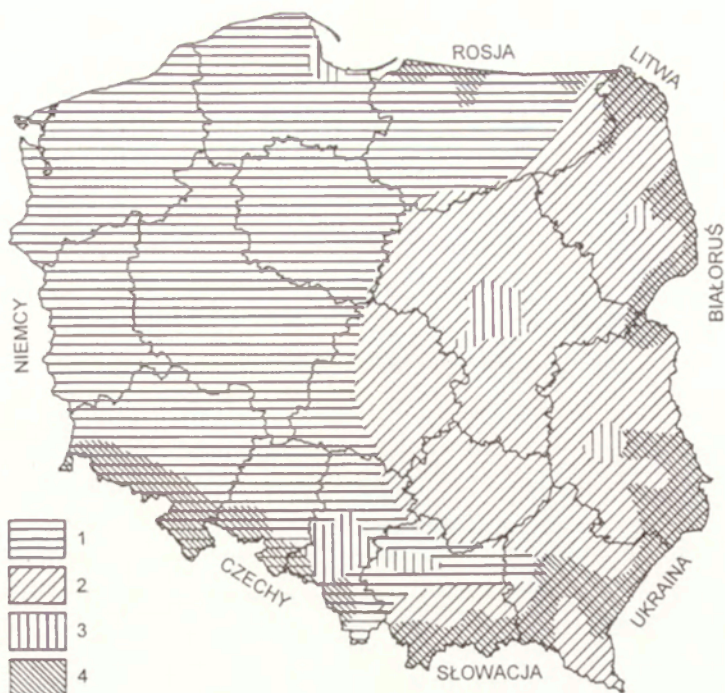 ROSJA
LITWA
BIAŁORUŚ
NIEMCY
1
2
3
4
CZECHY
UKRAINA
SŁOWACJA